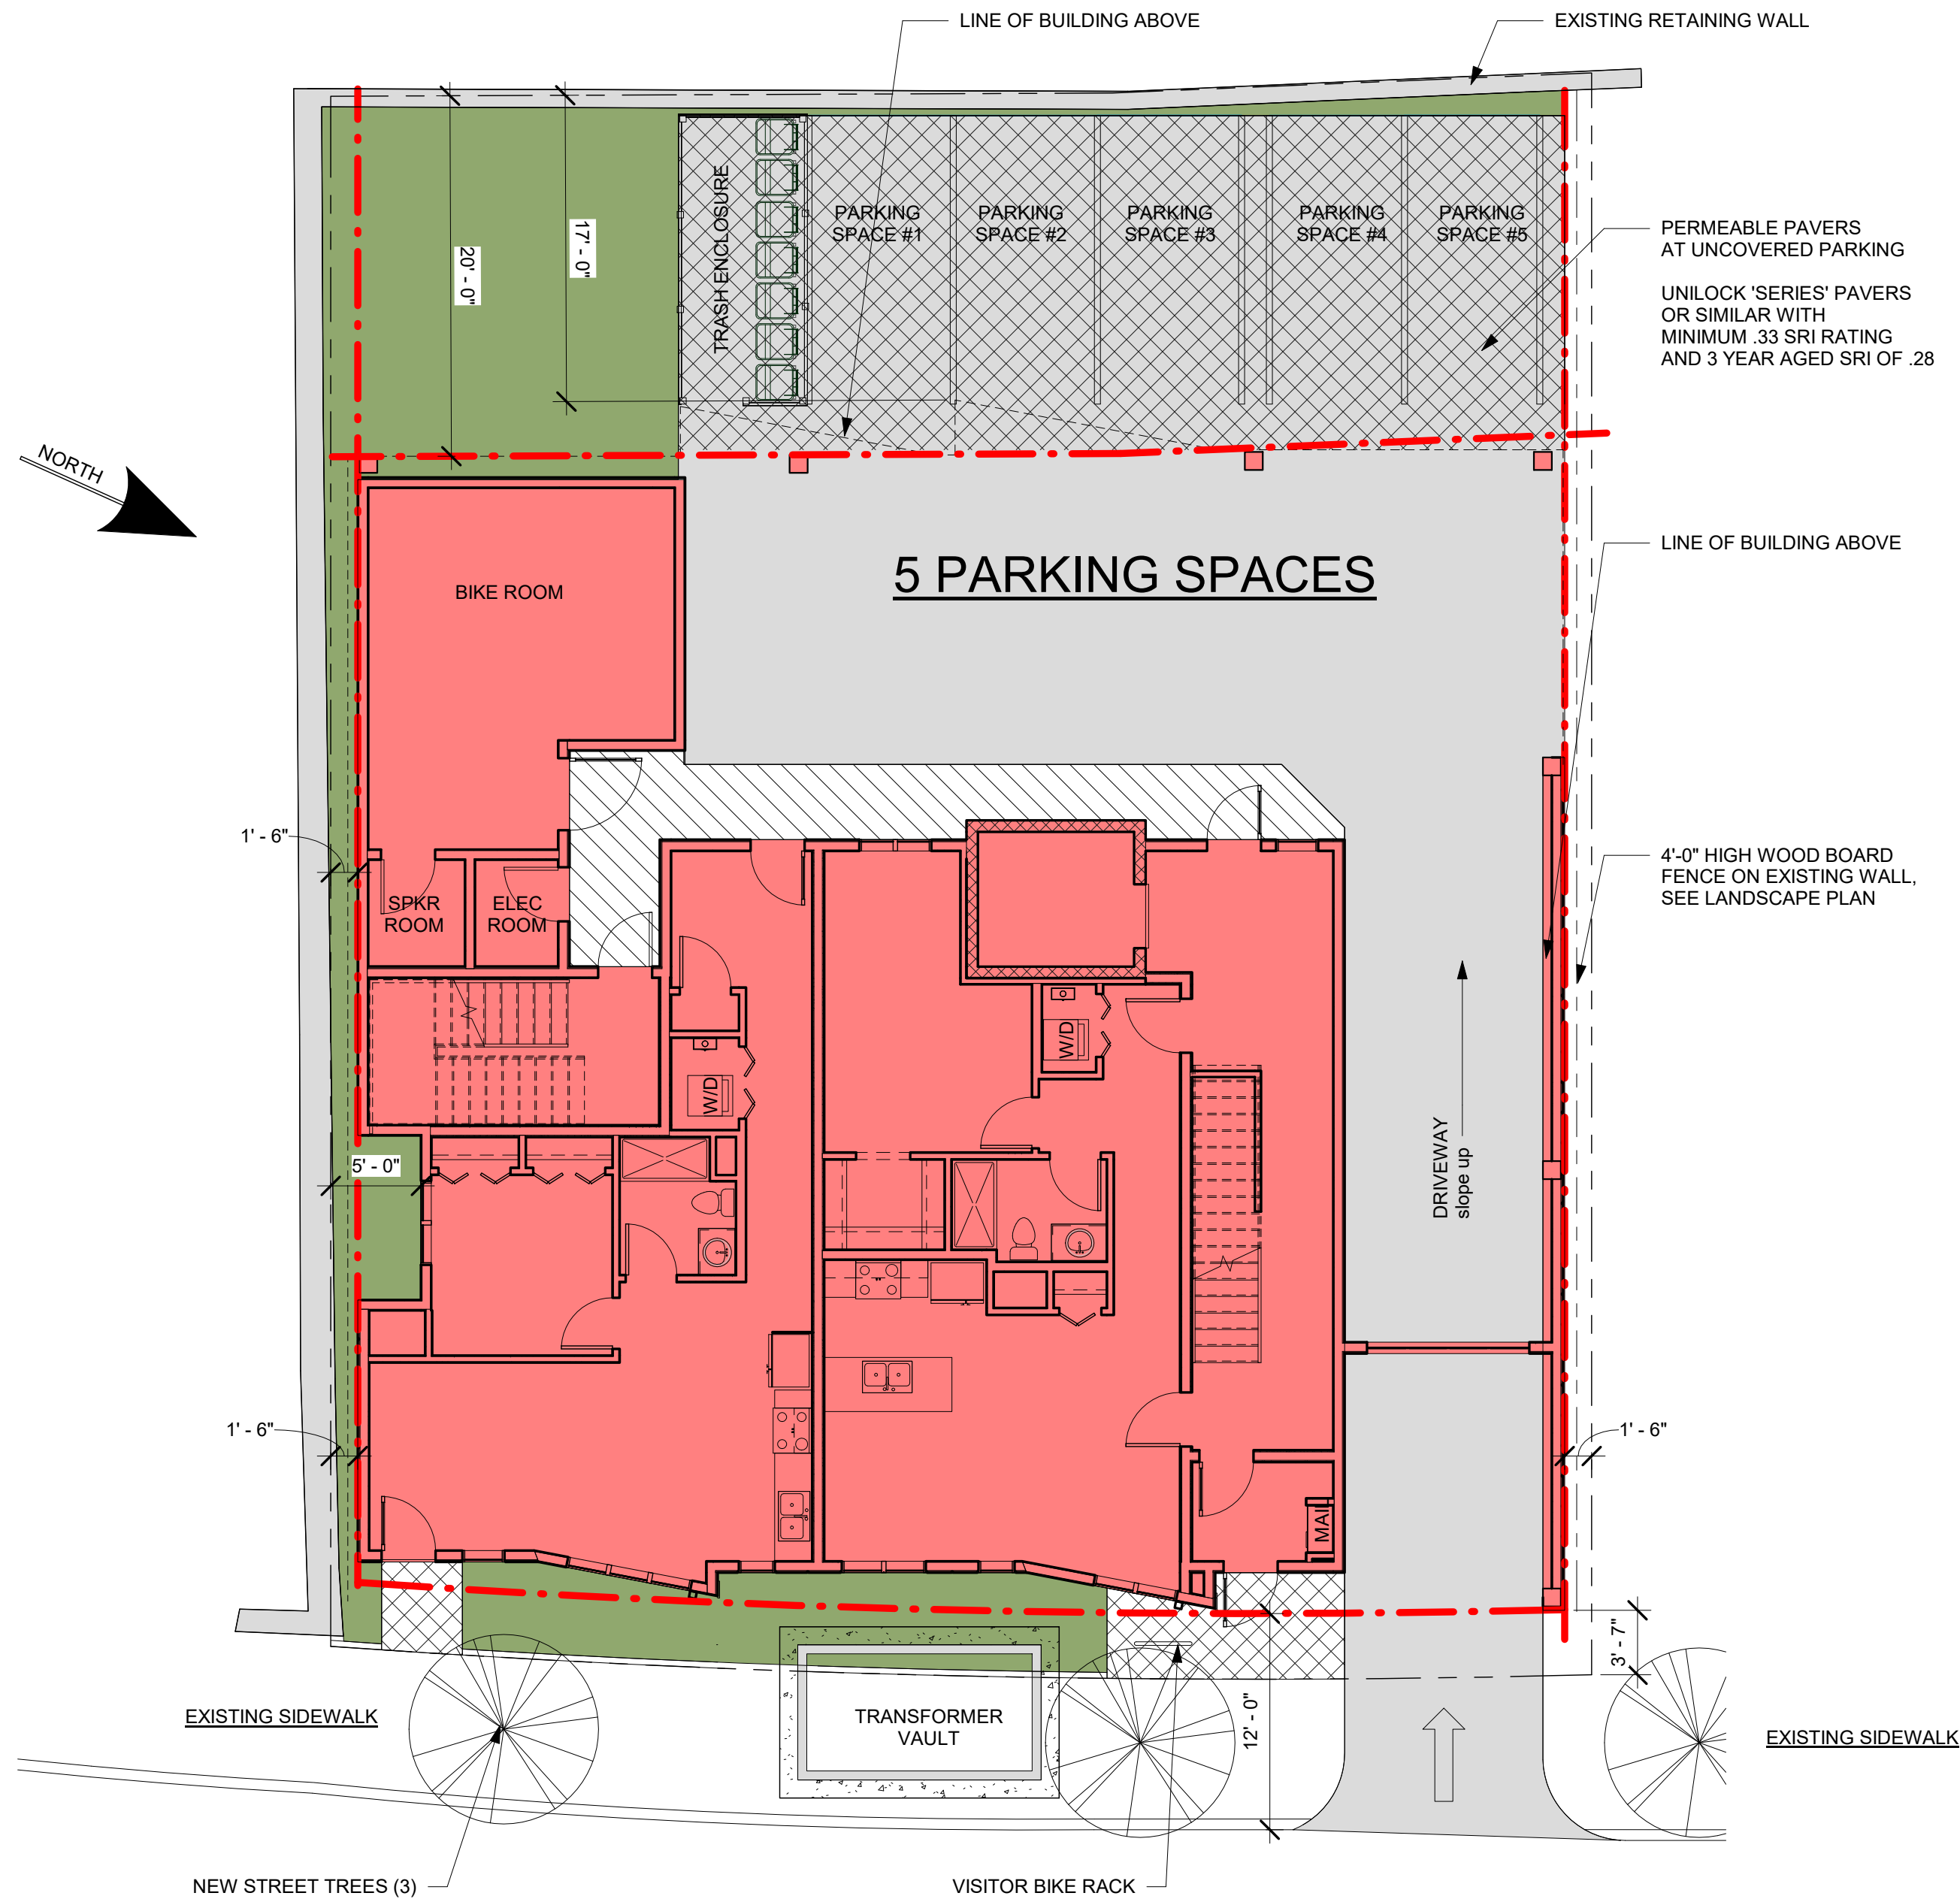 LINE OF BUILDING ABOVE
EXISTING RETAINING WALL
NORTH
20' - 0"
17' - 0"
TRASH ENCLOSURE
PARKING
SPACE #1
PARKING
SPACE #2
PARKING
SPACE #3
PARKING
SPACE #4
PARKING
SPACE #5
PERMEABLE PAVERS
AT UNCOVERED PARKING
UNILOCK 'SERIES' PAVERS
OR SIMILAR WITH
MINIMUM .33 SRI RATING
AND 3 YEAR AGED SRI OF .28
5 PARKING SPACES
LINE OF BUILDING ABOVE
BIKE ROOM
1' - 6"
SPKR
ROOM
ELEC
ROOM
4'-0" HIGH WOOD BOARD
FENCE ON EXISTING WALL,
SEE LANDSCAPE PLAN
W/D
W/D
5' - 0"
DRIVEWAY
slope up
1' - 6"
1' - 6"
MAIL
3' - 7"
12' - 0"
EXISTING SIDEWALK
TRANSFORMER
VAULT
EXISTING SIDEWALK
NEW STREET TREES (3)
VISITOR BIKE RACK